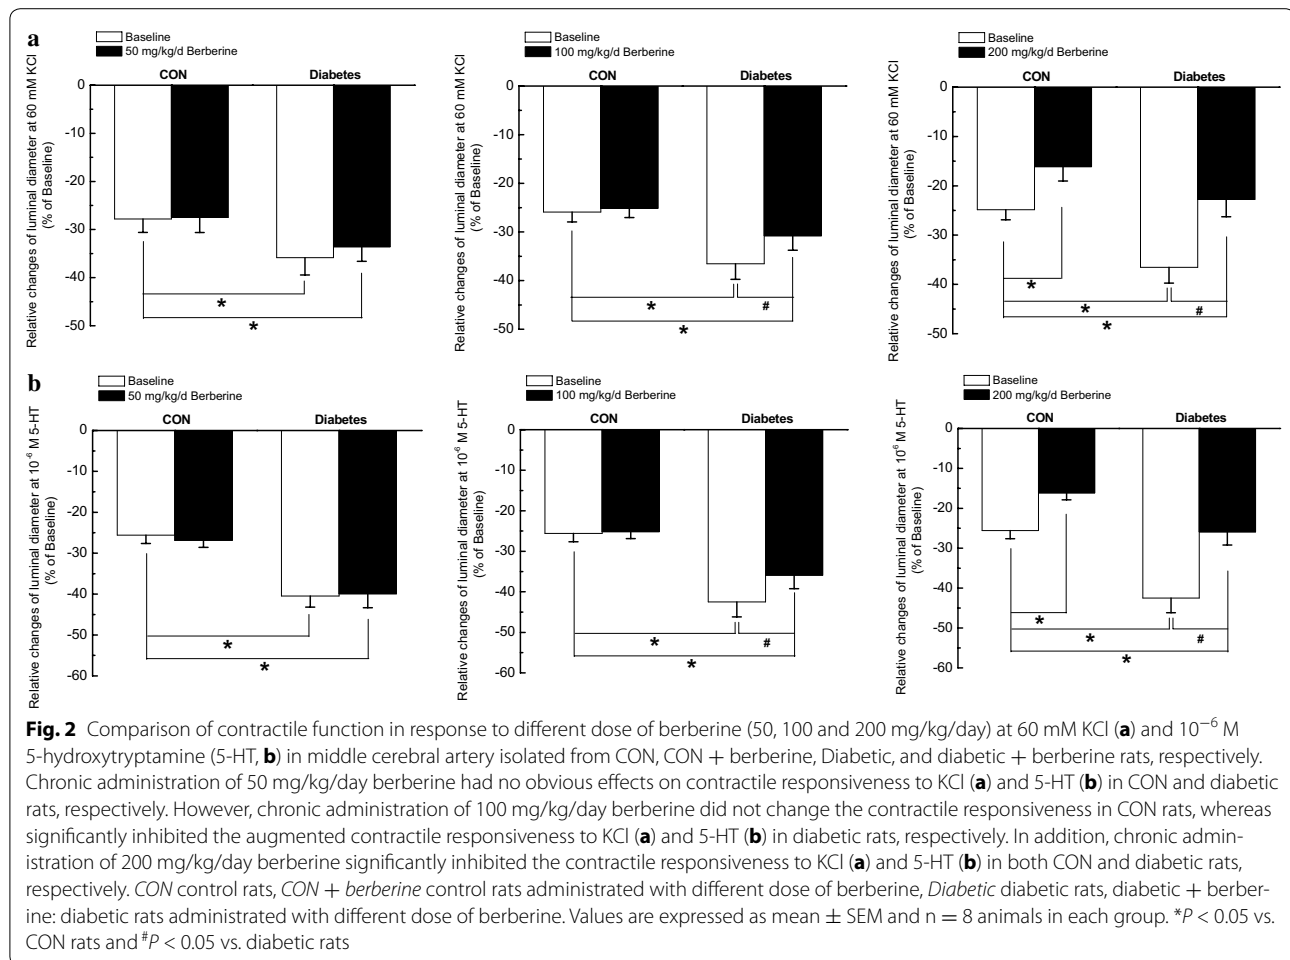 a
Baseline
50 mg/kg/d Berberine
CON Diabetes
0
-10
-20
-30
-40
-50
Relative changes of luminal diameter at 60 mM KCl
(% of Baseline)
*
*
Baseline
100 mg/kg/d Berberine
CON Diabetes
0
-10
-20
-30
-40
-50
Relative changes of luminal diameter at 60 mM KCl
(% of Baseline)
* #
*
Baseline
200 mg/kg/d Berberine
CON Diabetes
0
-10
-20
-30
-40
-50
Relative changes of luminal diameter at 60 mM KCl
(% of Baseline)
*
* #
*
b
Baseline
50 mg/kg/d Berberine
CON Diabetes
0
-10
-20
-30
-40
-50
-60
Relative changes of luminal diameter at 10⁻⁶ M 5-HT
(% of Baseline)
*
*
Baseline
100 mg/kg/d Berberine
CON Diabetes
0
-10
-20
-30
-40
-50
-60
Relative changes of luminal diameter at 10⁻⁶ M 5-HT
(% of Baseline)
* #
*
Baseline
200 mg/kg/d Berberine
CON Diabetes
0
-10
-20
-30
-40
-50
-60
Relative changes of luminal diameter at 10⁻⁶ M 5-HT
(% of Baseline)
*
* #
*
Fig. 2 Comparison of contractile function in response to different dose of berberine (50, 100 and 200 mg/kg/day) at 60 mM KCl (a) and 10⁻⁶ M
5-hydroxytryptamine (5-HT, b) in middle cerebral artery isolated from CON, CON + berberine, Diabetic, and diabetic + berberine rats, respectively.
Chronic administration of 50 mg/kg/day berberine had no obvious effects on contractile responsiveness to KCl (a) and 5-HT (b) in CON and diabetic
rats, respectively. However, chronic administration of 100 mg/kg/day berberine did not change the contractile responsiveness in CON rats, whereas
significantly inhibited the augmented contractile responsiveness to KCl (a) and 5-HT (b) in diabetic rats, respectively. In addition, chronic admin-
istration of 200 mg/kg/day berberine significantly inhibited the contractile responsiveness to KCl (a) and 5-HT (b) in both CON and diabetic rats,
respectively. CON control rats, CON + berberine control rats administrated with different dose of berberine, Diabetic diabetic rats, diabetic + berber-
ine: diabetic rats administrated with different dose of berberine. Values are expressed as mean ± SEM and n = 8 animals in each group. *P < 0.05 vs.
CON rats and #P < 0.05 vs. diabetic rats